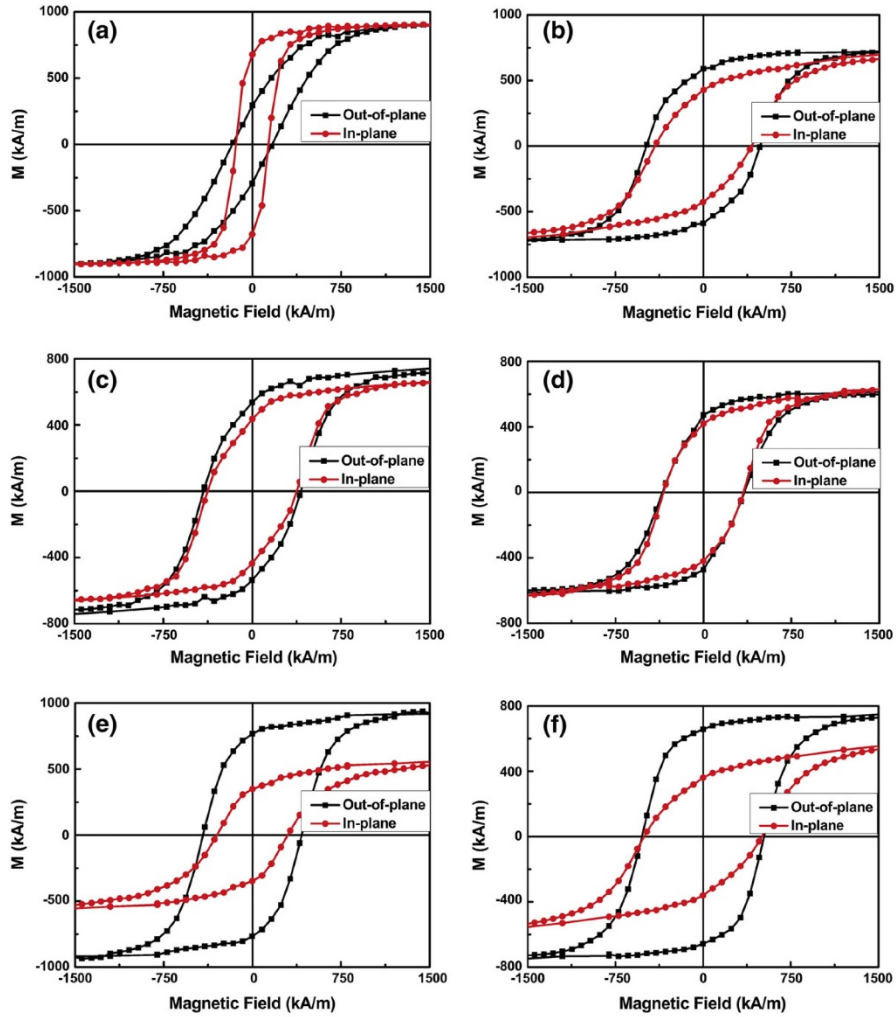 (a)
1000
500
0
-500
-1000
M (kA/m)
Out-of-plane
In-plane
-1500 -750 0 750 1500
Magnetic Field (kA/m)
(b)
1000
500
0
-500
-1000
M (kA/m)
Out-of-plane
In-plane
-1500 -750 0 750 1500
Magnetic Field (kA/m)
(c)
800
400
0
-400
-800
M (kA/m)
Out-of-plane
In-plane
-1500 -750 0 750 1500
Magnetic Field (kA/m)
(d)
800
400
0
-400
-800
M (kA/m)
Out-of-plane
In-plane
-1500 -750 0 750 1500
Magnetic Field (kA/m)
(e)
1000
500
0
-500
-1000
M (kA/m)
Out-of-plane
In-plane
-1500 -750 0 750 1500
Magnetic Field (kA/m)
(f)
800
400
0
-400
-800
M (kA/m)
Out-of-plane
In-plane
-1500 -750 0 750 1500
Magnetic Field (kA/m)